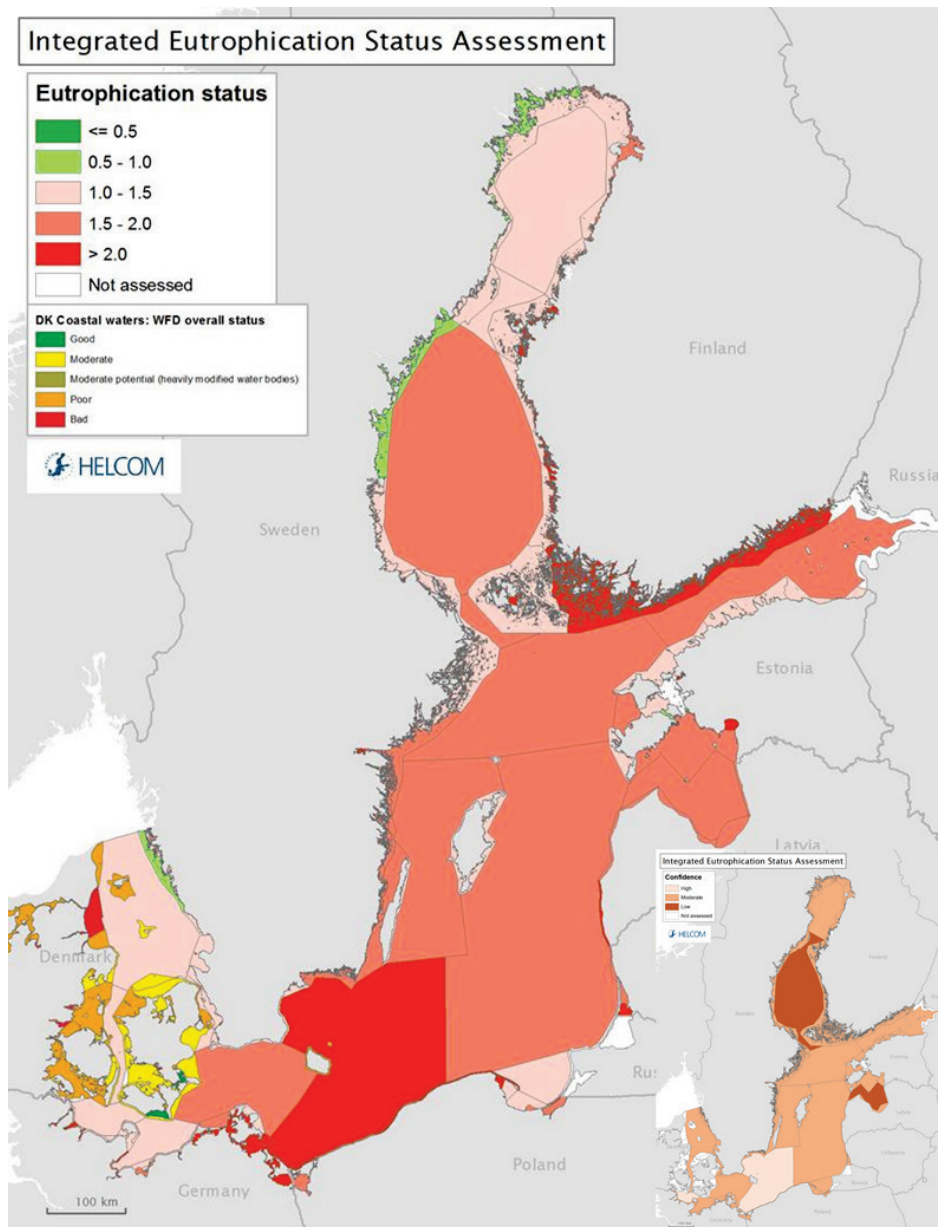 Integrated Eutrophication Status Assessment
Eutrophication status
<= 0.5
0.5 - 1.0
1.0 - 1.5
1.5 - 2.0
> 2.0
Not assessed
DK Coastal waters: WFD overall status
Good
Moderate
Moderate potential (heavily modified water bodies)
Poor
Bad
HELCOM
Finland
Russia
Sweden
Estonia
Latvia
Denmark
Rus
Poland
Germany
100 km
Integrated Eutrophication Status Assessment
Confidence
High
Moderate
Low
Not assessed
HELCOM